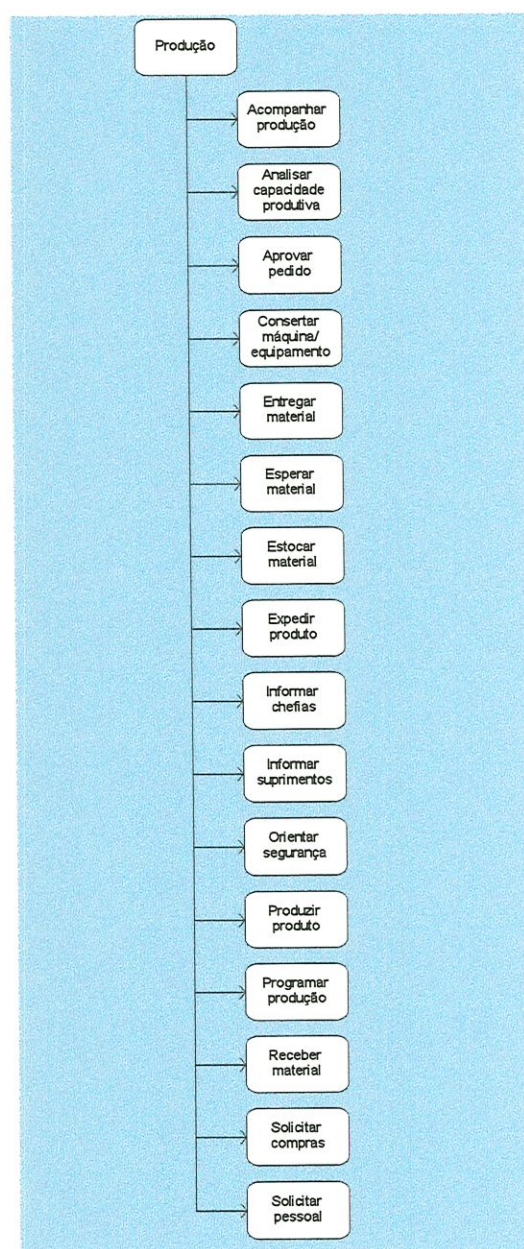 Produção
Acompanhar
produção
Analisar
capacidade
produtiva
Aprovar
pedido
Consertar
máquina/
equipamento
Entregar
material
Esperar
material
Estocar
material
Expedir
produto
Informar
chefias
Informar
suprimentos
Orientar
segurança
Produzir
produto
Programar
produção
Receber
material
Solicitar
compras
Solicitar
pessoal